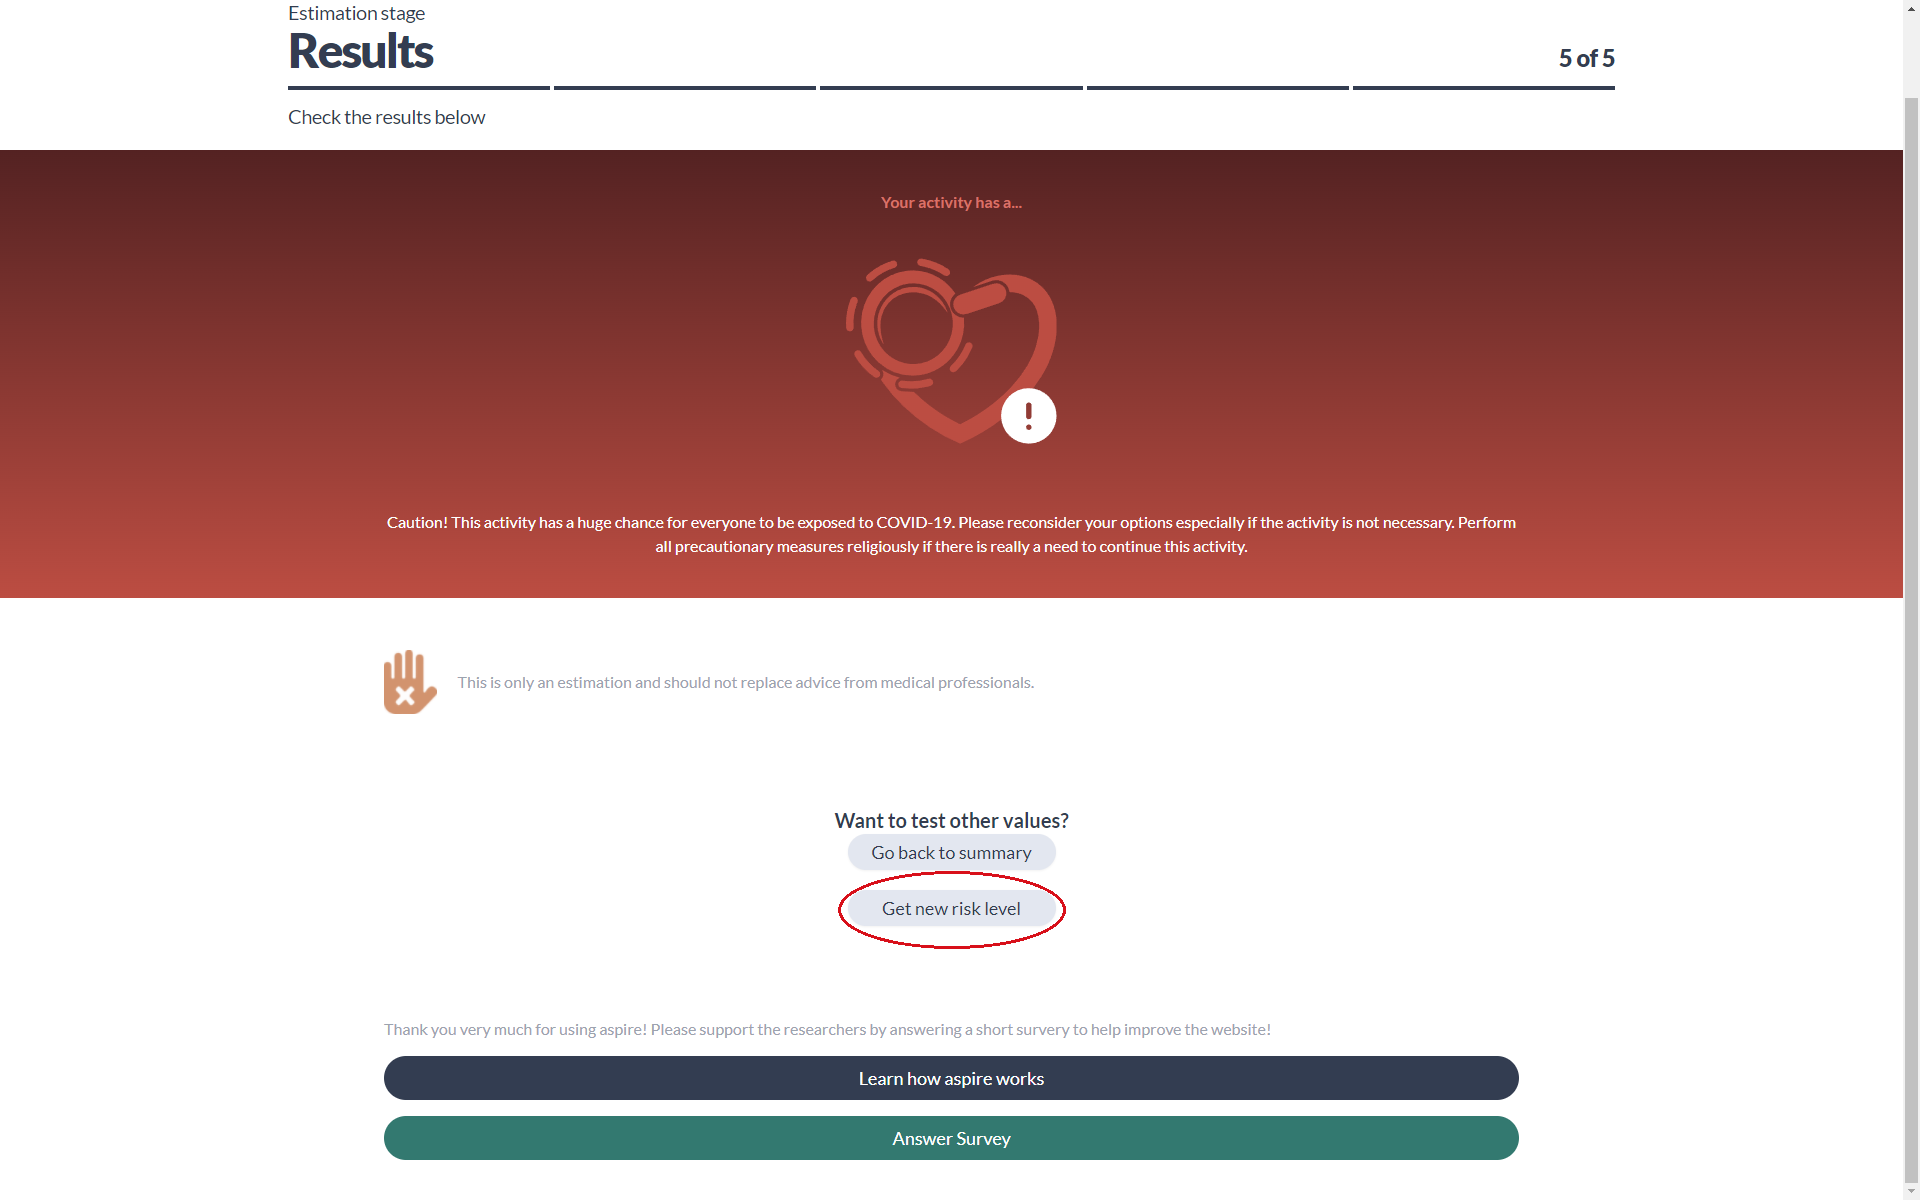 Estimation stage
Results
5 of 5
Check the results below
Your activity has a...
!
Caution! This activity has a huge chance for everyone to be exposed to COVID-19. Please reconsider your options especially if the activity is not necessary. Perform
all precautionary measures religiously if there is really a need to continue this activity.
This is only an estimation and should not replace advice from medical professionals.
Want to test other values?
Go back to summary
Get new risk level
Thank you very much for using aspire! Please support the researchers by answering a short survery to help improve the website!
Learn how aspire works
Answer Survey